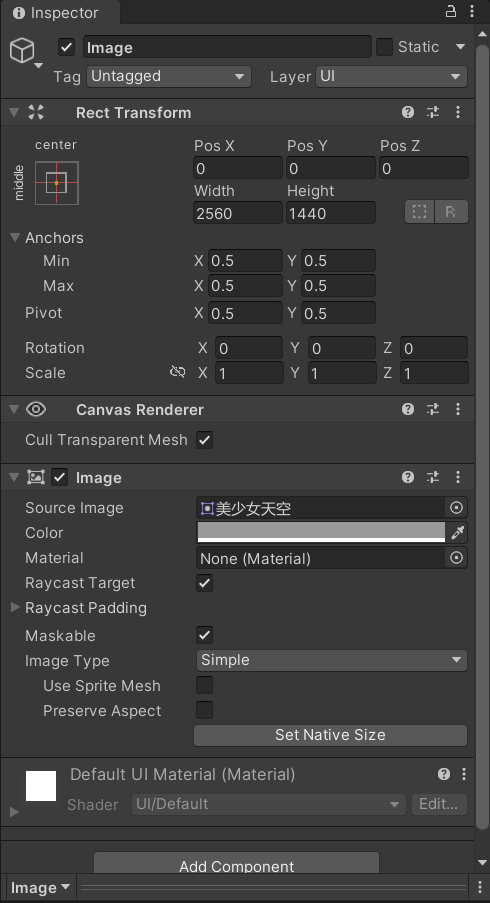 Inspector
Image Static
Tag Untagged Layer UI
Rect Transform
center
middle
Pos X Pos Y Pos Z
0 0 0
Width Height
2560 1440
R
Anchors
Min X 0.5 Y 0.5
Max X 0.5 Y 0.5
Pivot X 0.5 Y 0.5
Rotation X 0 Y 0 Z 0
Scale X 1 Y 1 Z 1
Canvas Renderer
Cull Transparent Mesh
Image
Source Image 美少女天空
Color
Material None (Material)
Raycast Target
Raycast Padding
Maskable
Image Type Simple
Use Sprite Mesh
Preserve Aspect
Set Native Size
Default UI Material (Material)
Shader UI/Default Edit...
Add Component
Image